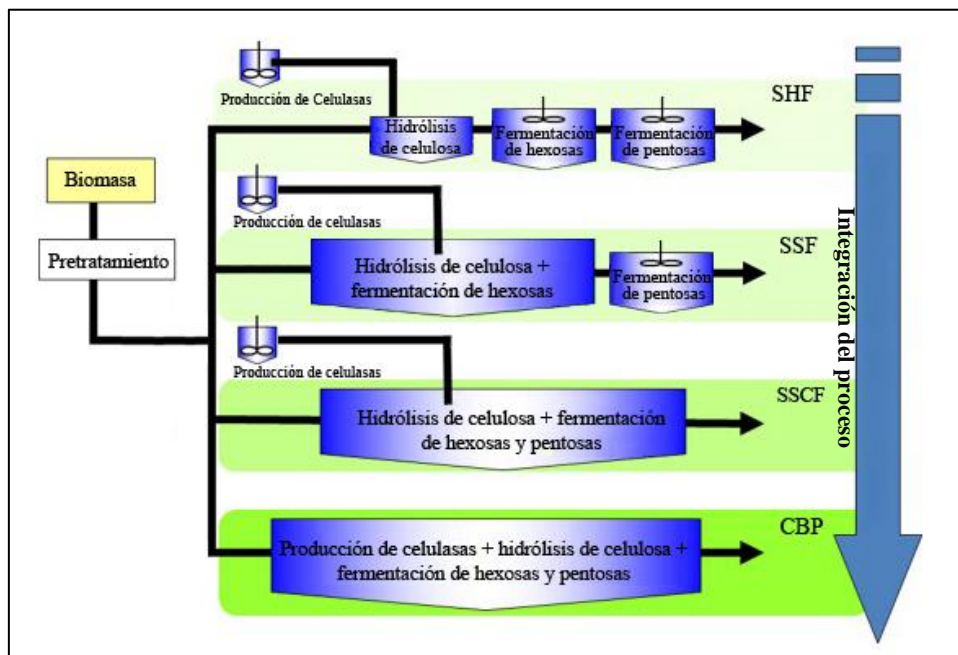 Producción de Celulasas
SHF
Hidrólisis
de celulosa
Fermentación
de hexosas
Fermentación
de pentosas
Biomasa
Pretratamiento
Producción de celulasas
SSF
Hidrólisis de celulosa +
fermentación de hexosas
Fermentación
de pentosas
Producción de celulasas
SSCF
Hidrólisis de celulosa + fermentación
de hexosas y pentosas
CBP
Producción de celulasas + hidrólisis de celulosa +
fermentación de hexosas y pentosas
Integración del proceso